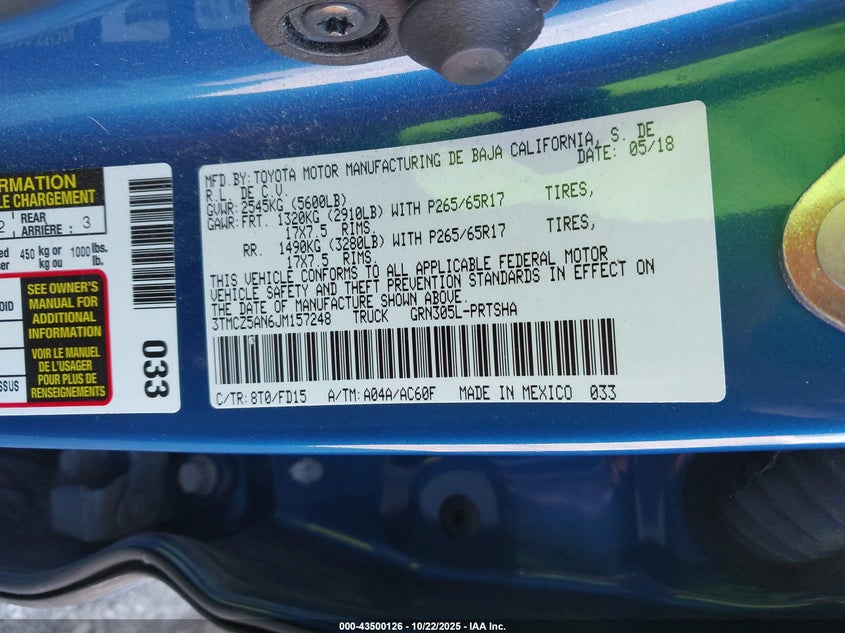 MFD.BY: TOYOTA MOTOR MANUFACTURING DE BAJA CALIFORNIA, S. DE
R.L. DE C.V. DATE: 05/18
GVWR: 2545KG (5600LB)
GAWR: FRT. 1320KG (2910LB) WITH P265/65R17 TIRES,
17X7.5 RIMS.
RR. 1490KG (3280LB) WITH P265/65R17 TIRES,
17X7.5 RIMS.
THIS VEHICLE CONFORMS TO ALL APPLICABLE FEDERAL MOTOR
VEHICLE SAFETY AND THEFT PREVENTION STANDARDS IN EFFECT ON
THE DATE OF MANUFACTURE SHOWN ABOVE.
3TMCZ5AN6JM157248 TRUCK GRN305L-PRTSHA
C/TR: 8T0/FD15 A/TM: A04A/AC60F MADE IN MEXICO 033
REAR
2 ARRIÈRE : 3
450 kg or 1000 lbs.
kg ou lb.
SEE OWNER'S
MANUAL FOR
ADDITIONAL
INFORMATION
VOIR LE MANUEL
DE L'USAGER
POUR PLUS DE
RENSEIGNEMENTS
033
000-43500126 - 10/22/2025 - IAA Inc.